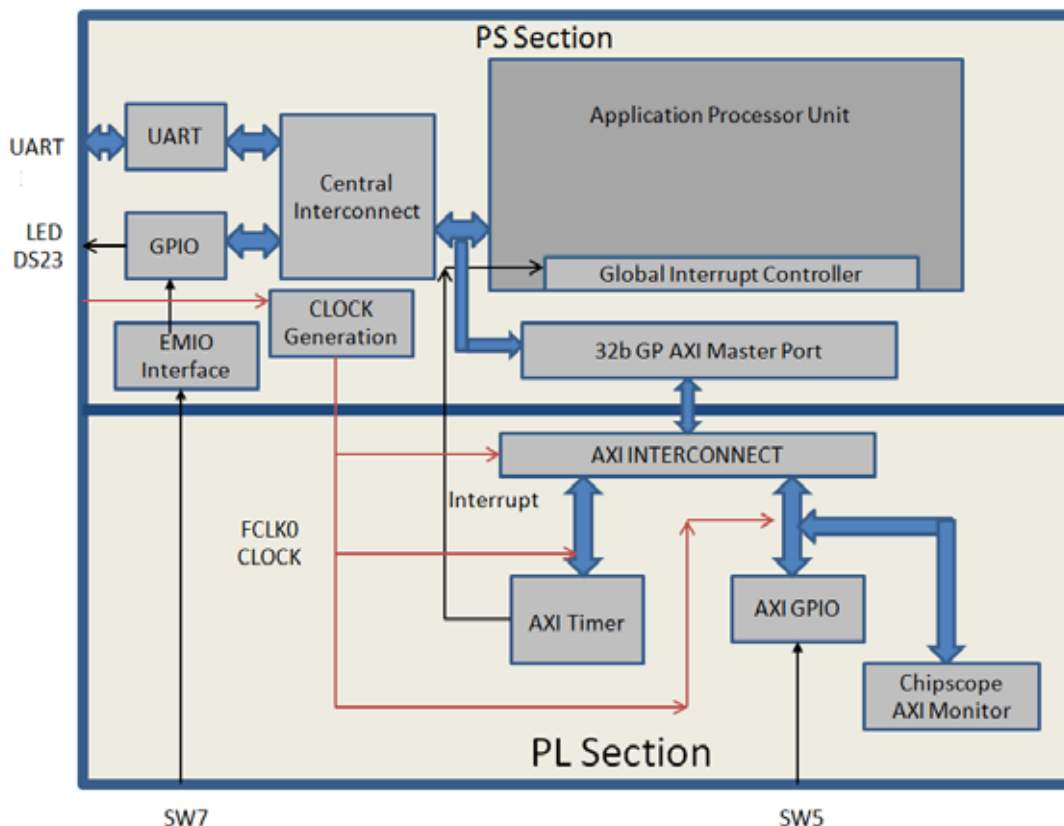 PS Section
Application Processor Unit
UART
UART
Central
Interconnect
LED
DS23
GPIO
Global Interrupt Controller
CLOCK
Generation
EMIO
Interface
32b GP AXI Master Port
AXI INTERCONNECT
Interrupt
FCLK0
CLOCK
AXI Timer
AXI GPIO
Chipscope
AXI Monitor
PL Section
SW7
SW5